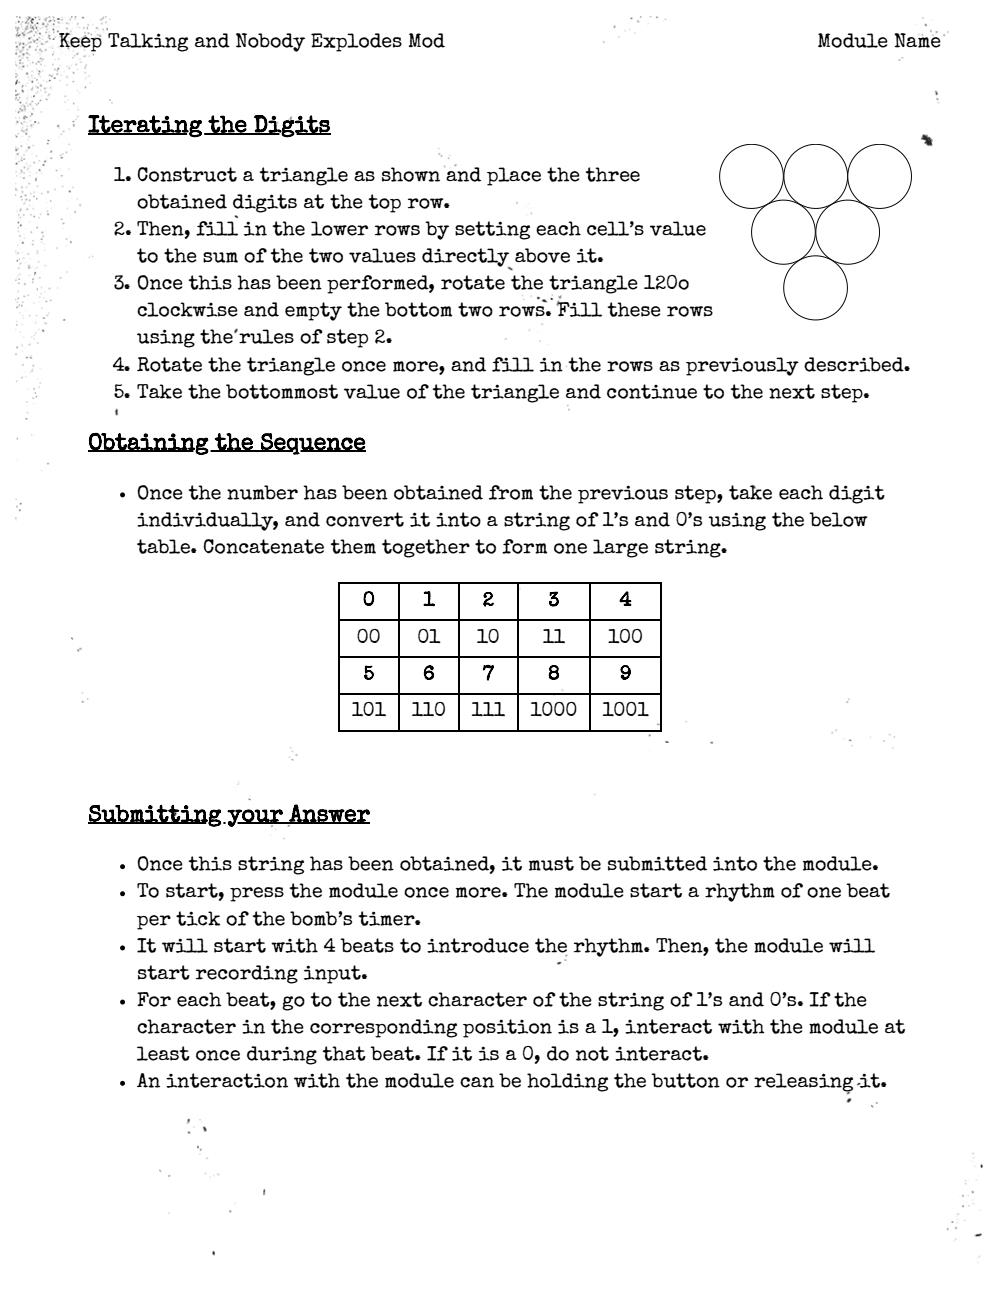 Keep Talking and Nobody Explodes Mod
Module Name
Iterating the Digits
1. Construct a triangle as shown and place the three
obtained digits at the top row.
2. Then, fill in the lower rows by setting each cell's value
to the sum of the two values directly above it.
3. Once this has been performed, rotate the triangle 120o
clockwise and empty the bottom two rows. Fill these rows
using the rules of step 2.
4. Rotate the triangle once more, and fill in the rows as previously described.
5. Take the bottommost value of the triangle and continue to the next step.
Obtaining the Sequence
• Once the number has been obtained from the previous step, take each digit
individually, and convert it into a string of 1's and 0's using the below
table. Concatenate them together to form one large string.
0 1 2 3 4
00 01 10 11 100
5 6 7 8 9
101 110 111 1000 1001
Submitting your Answer
• Once this string has been obtained, it must be submitted into the module.
• To start, press the module once more. The module start a rhythm of one beat
per tick of the bomb's timer.
• It will start with 4 beats to introduce the rhythm. Then, the module will
start recording input.
• For each beat, go to the next character of the string of 1's and 0's. If the
character in the corresponding position is a 1, interact with the module at
least once during that beat. If it is a 0, do not interact.
• An interaction with the module can be holding the button or releasing it.